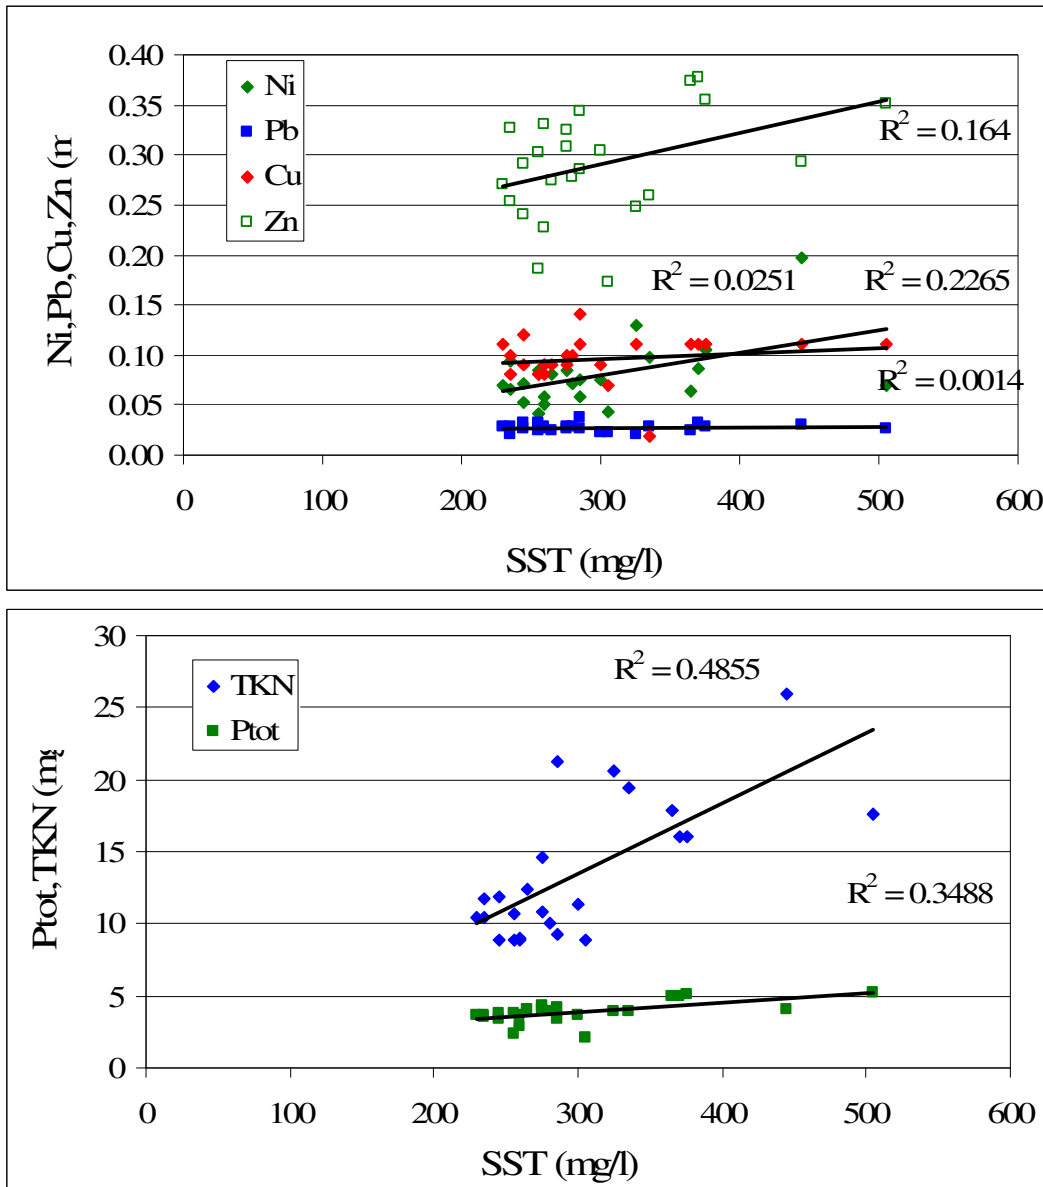 0.40
0.35
0.30
0.25
0.20
0.15
0.10
0.05
0.00
Ni,Pb,Cu,Zn (
Ni
Pb
Cu
Zn
R² = 0.164
R² = 0.0251
R² = 0.2265
R² = 0.0014
0 100 200 300 400 500 600
SST (mg/l)
30
25
20
15
10
5
0
Ptot,TKN (m
TKN
Ptot
R² = 0.4855
R² = 0.3488
0 100 200 300 400 500 600
SST (mg/l)